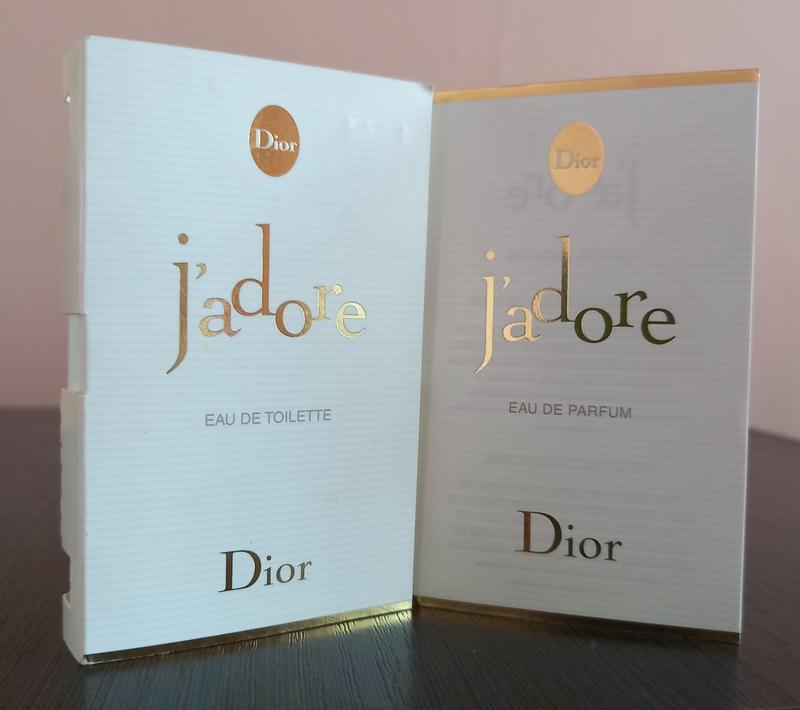 Dior
j'adore
EAU DE TOILETTE
Dior
Dior
j'adore
EAU DE PARFUM
Dior